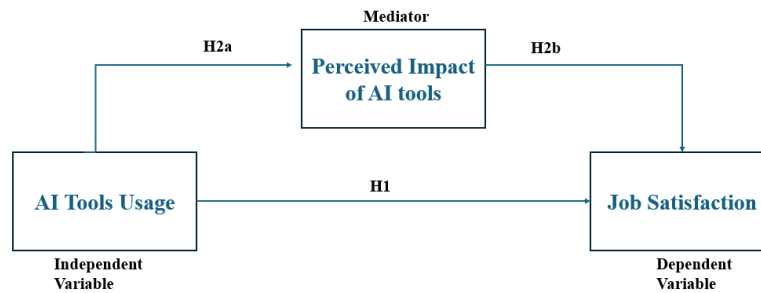 Mediator
H2a
Perceived Impact
of AI tools
H2b
AI Tools Usage
H1
Job Satisfaction
Independent
Variable
Dependent
Variable